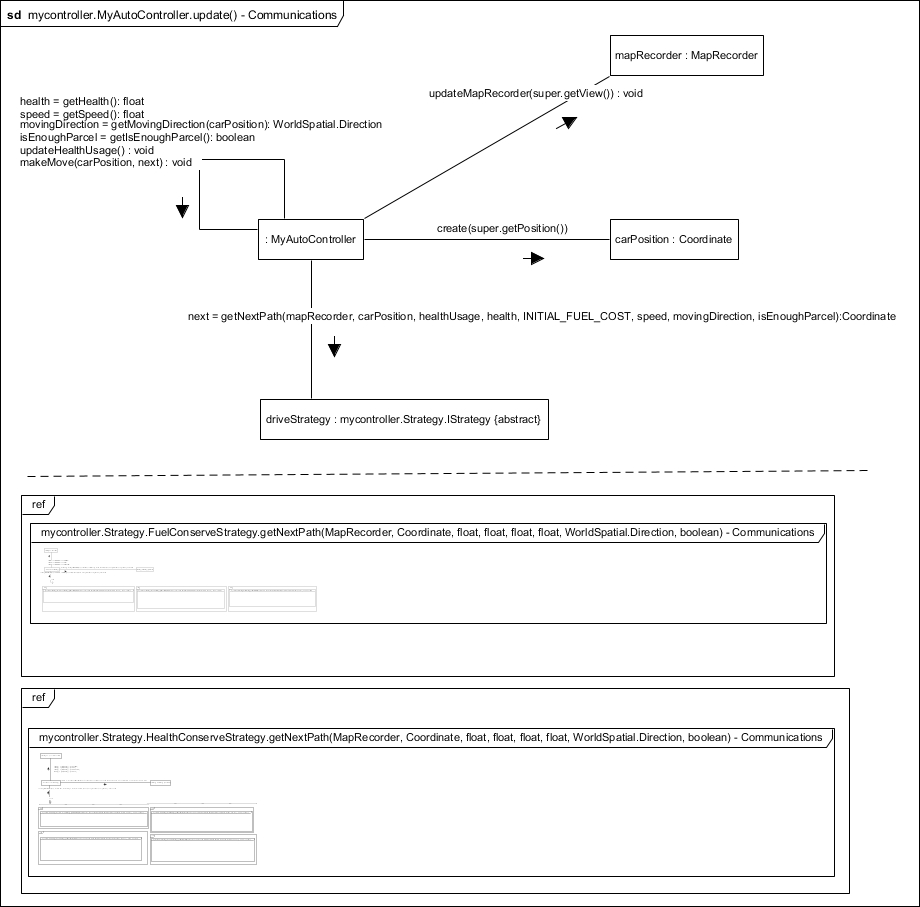 sd mycontroller.MyAutoController.update() - Communications
mapRecorder : MapRecorder
updateMapRecorder(super.getView()) : void
health = getHealth(): float
speed = getSpeed(): float
movingDirection = getMovingDirection(carPosition): WorldSpatial.Direction
isEnoughParcel = getIsEnoughParcel(): boolean
updateHealthUsage() : void
makeMove(carPosition, next) : void
: MyAutoController
create(super.getPosition())
carPosition : Coordinate
next = getNextPath(mapRecorder, carPosition, healthUsage, health, INITIAL_FUEL_COST, speed, movingDirection, isEnoughParcel):Coordinate
driveStrategy : mycontroller.Strategy.IStrategy {abstract}
ref
mycontroller.Strategy.FuelConserveStrategy.getNextPath(MapRecorder, Coordinate, float, float, float, float, WorldSpatial.Direction, boolean) - Communications
ref
mycontroller.Strategy.HealthConserveStrategy.getNextPath(MapRecorder, Coordinate, float, float, float, float, WorldSpatial.Direction, boolean) - Communications